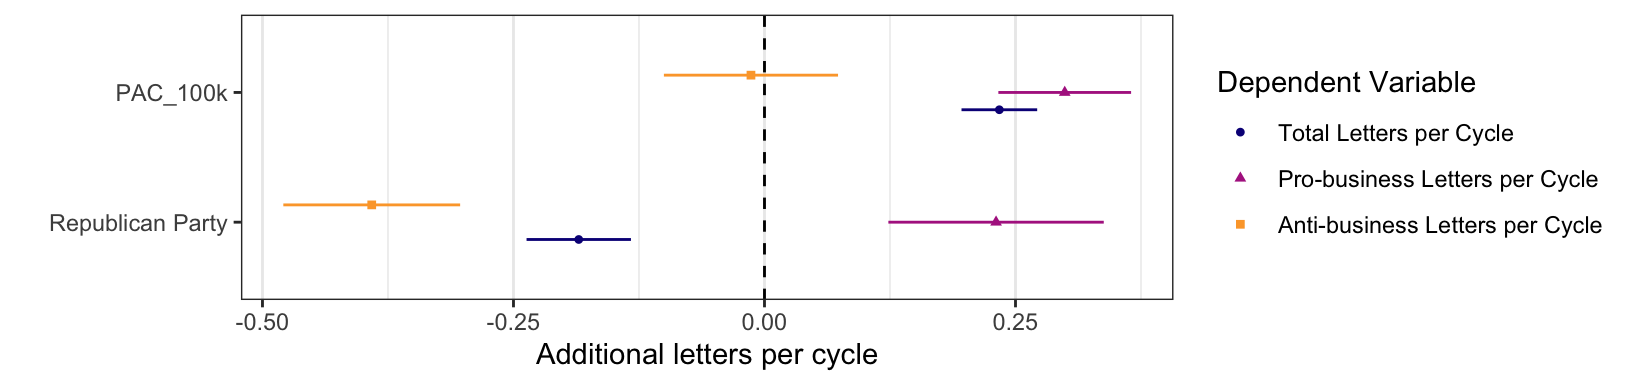 PAC_100k
Republican Party
-0.50 -0.25 0.00 0.25
Additional letters per cycle
Dependent Variable
Total Letters per Cycle
Pro-business Letters per Cycle
Anti-business Letters per Cycle